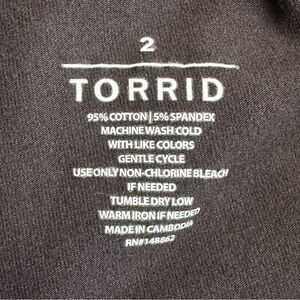 2
TORRID
95% COTTON | 5% SPANDEX
MACHINE WASH COLD
WITH LIKE COLORS
GENTLE CYCLE
USE ONLY NON-CHLORINE BLEACH
IF NEEDED
TUMBLE DRY LOW
WARM IRON IF NEEDED
MADE IN CAMBODIA
RN#148862